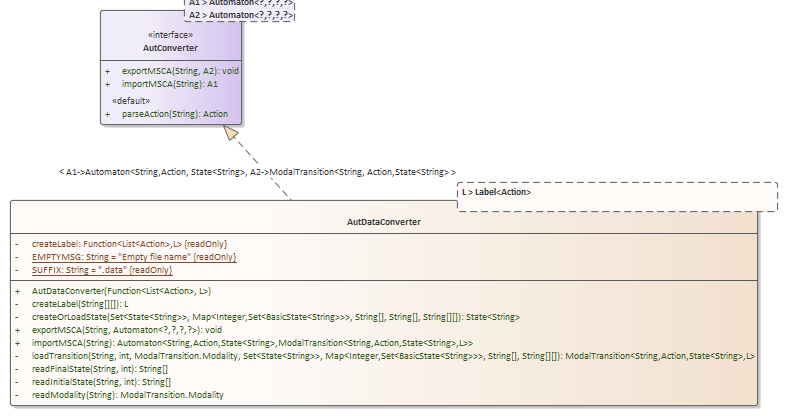 A1 > Automaton<?,?,?,?>
A2 > Automaton<?,?,?,?>
«interface»
AutConverter
+ exportMSCA(String, A2): void
+ importMSCA(String): A1
«default»
+ parseAction(String): Action
< A1->Automaton<String,Action, State<String>, A2->ModalTransition<String, Action,State<String> >
L > Label<Action>
AutDataConverter
- createLabel: Function<List<Action>,L> {readOnly}
- EMPTYMSG: String = "Empty file name" {readOnly}
- SUFFIX: String = ".data" {readOnly}
+ AutDataConverter(Function<List<Action>, L>)
- createLabel(String[][]): L
- createOrLoadState(Set<State<String>>, Map<Integer,Set<BasicState<String>>>, String[], String[], String[][]): State<String>
+ exportMSCA(String, Automaton<?,?,?,?>): void
+ importMSCA(String): Automaton<String,Action,State<String>,ModalTransition<String,Action,State<String>,L>>
- loadTransition(String, int, ModalTransition.Modality, Set<State<String>>, Map<Integer,Set<BasicState<String>>>, String[], String[][]): ModalTransition<String,Action,State<String>,L>
- readFinalState(String, int): String[]
- readInitialState(String, int): String[]
- readModality(String): ModalTransition.Modality